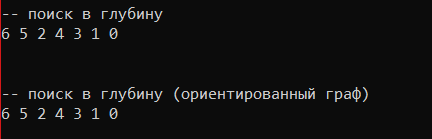 -- поиск в глубину
6 5 2 4 3 1 0
-- поиск в глубину (ориентированный граф)
6 5 2 4 3 1 0